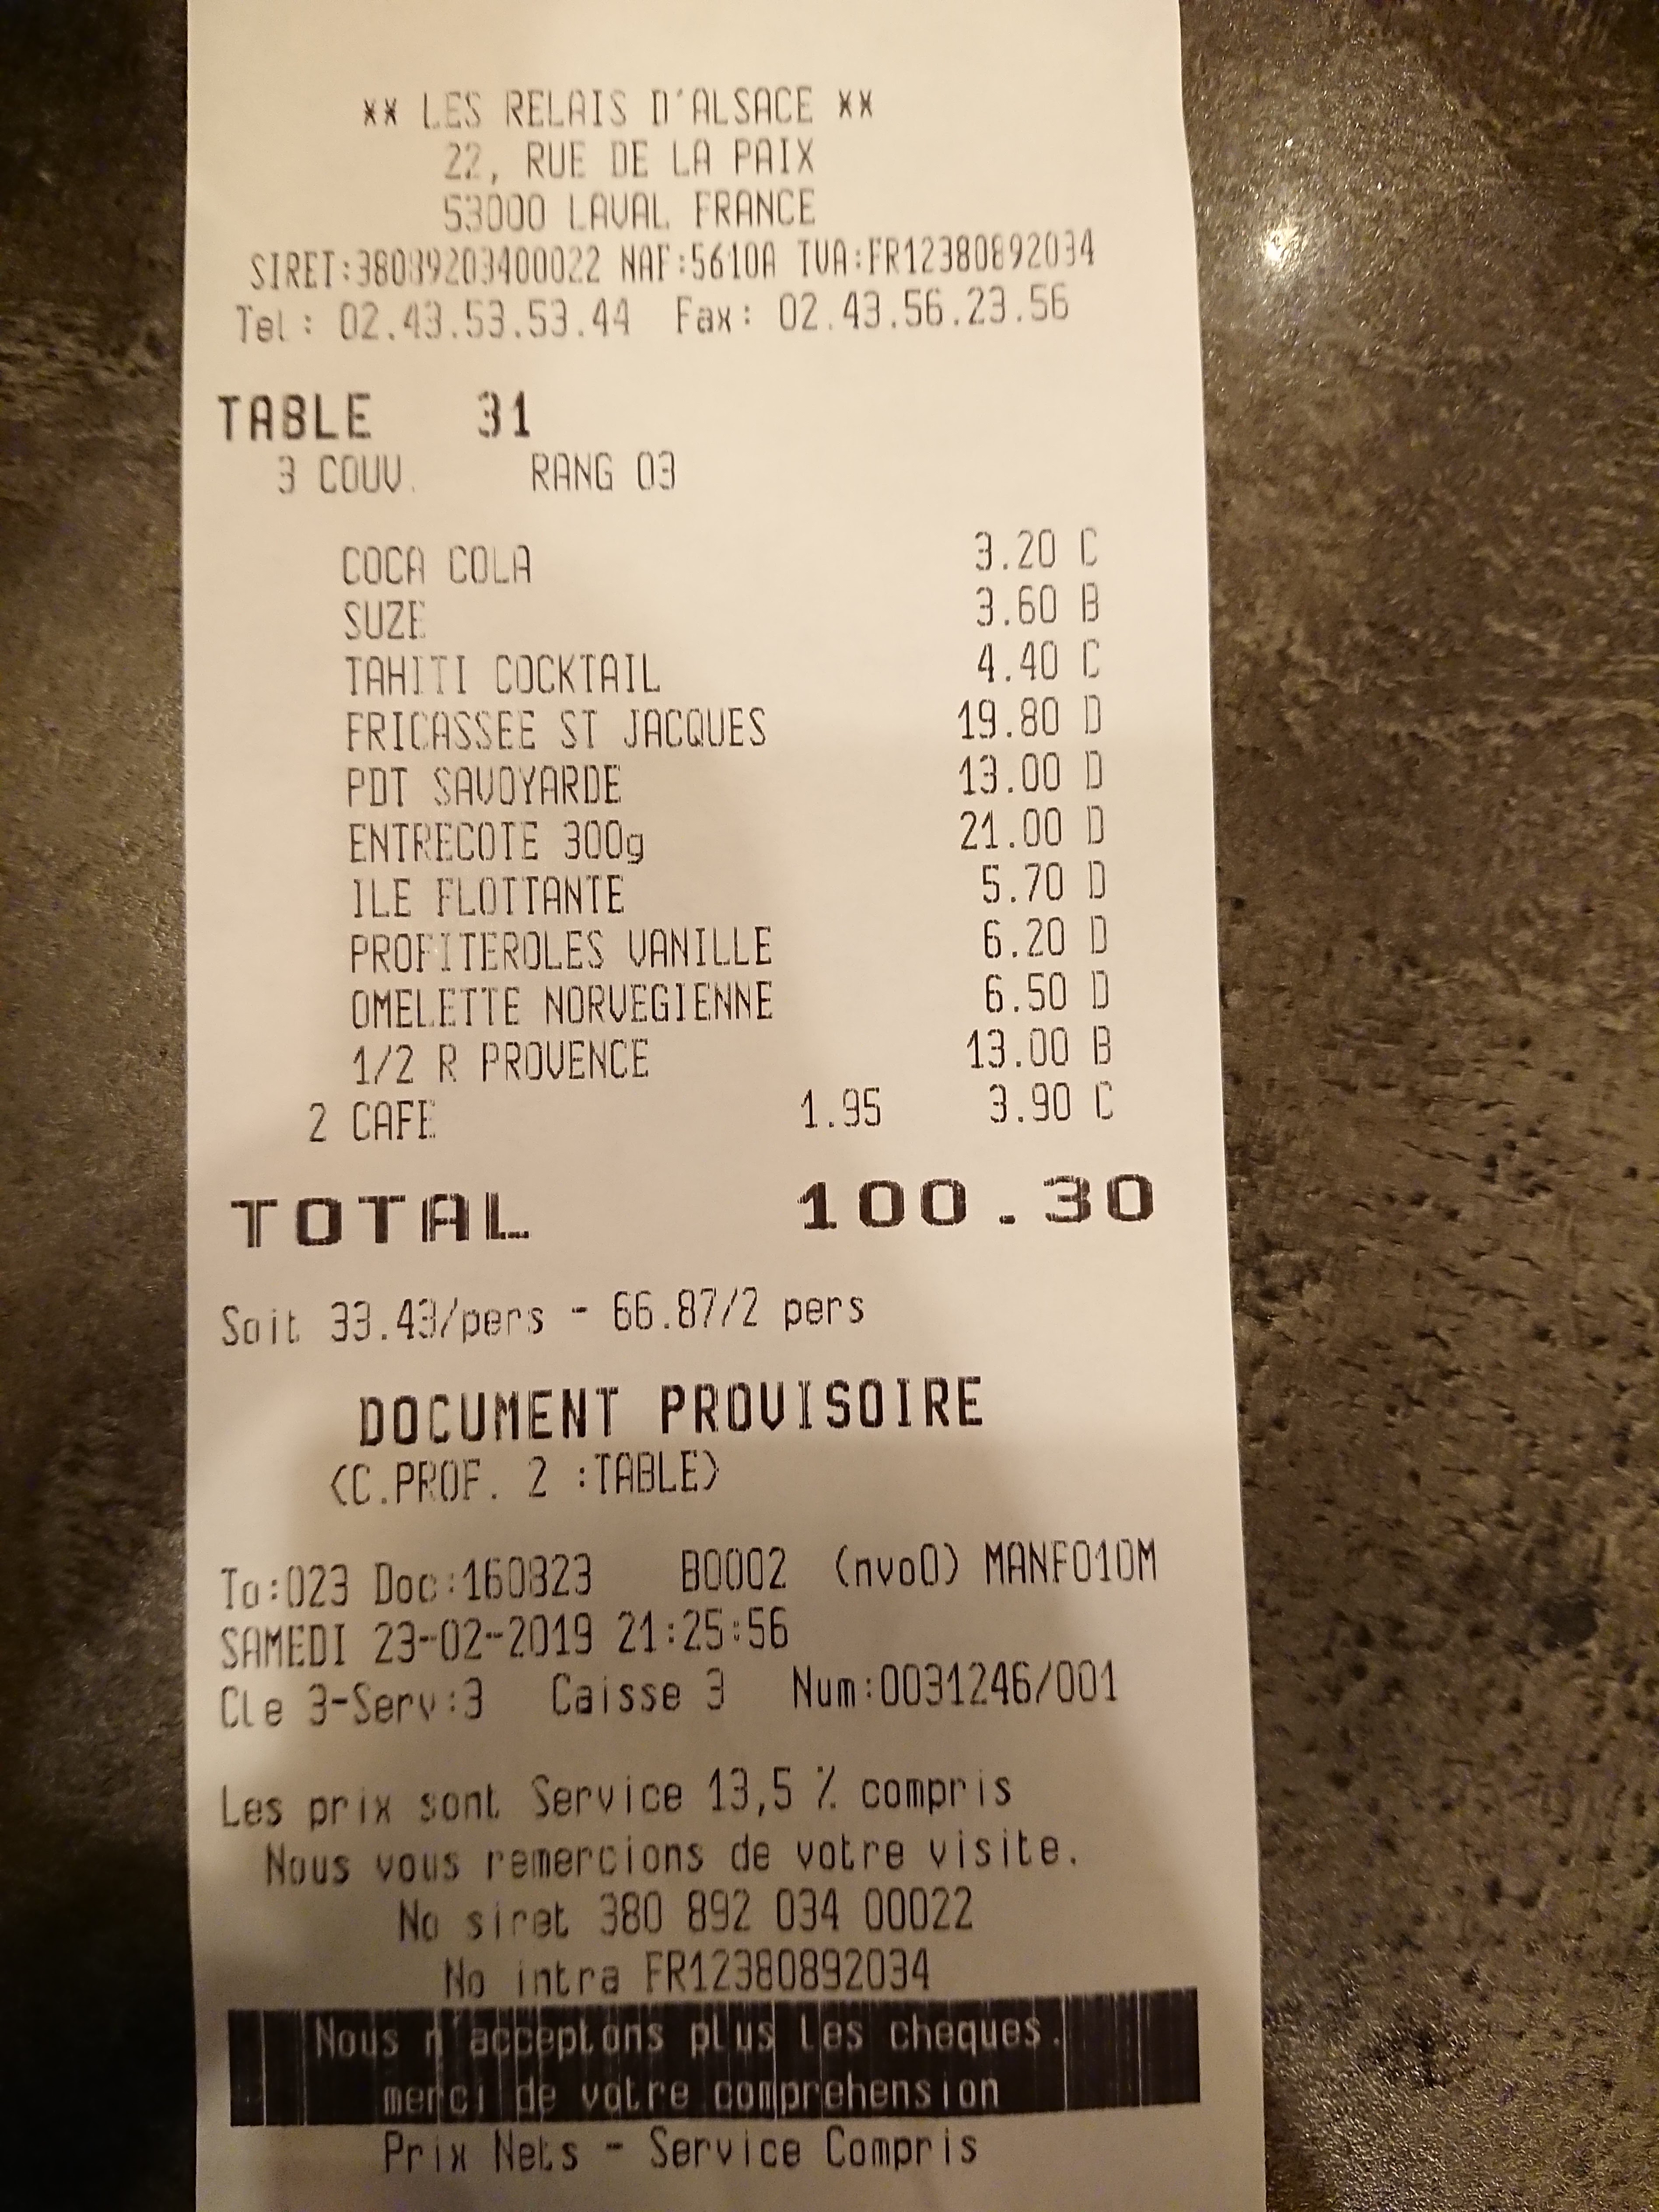 ** LES RELAIS D'ALSACE **
22, RUE DE LA PAIX
53000 LAVAL FRANCE
SIRET:38089203400022 NAF:5610A TVA:FR12380892034
Tel: 02.43.53.53.44 Fax: 02.43.56.23.56
TABLE 31
3 COUV. RANG 03
COCA COLA 3.20 C
SUZE 3.60 B
TAHITI COCKTAIL 4.40 C
FRICASSEE ST JACQUES 19.80 D
PDT SAVOYARDE 13.00 D
ENTRECOTE 300g 21.00 D
ILE FLOTTANTE 5.70 D
PROFITEROLES VANILLE 6.20 D
OMELETTE NORVEGIENNE 6.50 D
1/2 R PROVENCE 13.00 B
2 CAFE 1.95 3.90 C
TOTAL 100.30
Soit 33.43/pers - 66.87/2 pers
DOCUMENT PROVISOIRE
<C.PROF. 2 :TABLE>
To:023 Doc:160823 B0002 (nvo0) MANF010M
SAMEDI 23-02-2019 21:25:56
Cle 3-Serv:3 Caisse 3 Num:0031246/001
Les prix sont Service 13,5 % compris
Nous vous remercions de votre visite.
No siret 380 892 034 00022
No intra FR12380892034
Nous n'acceptons plus les cheques.
merci de votre comprehension
Prix Nets - Service Compris